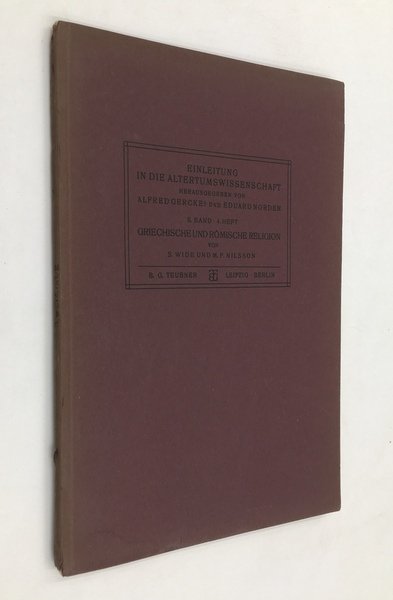 EINLEITUNG
IN DIE ALTERTUMSWISSENSCHAFT
HERAUSGEGEBEN VON
ALFRED GERCKE† UND EDUARD NORDEN
II. BAND · 4. HEFT
GRIECHISCHE UND RÖMISCHE RELIGION
VON
S. WIDE UND M. P. NILSSON
B. G. TEUBNER LEIPZIG · BERLIN